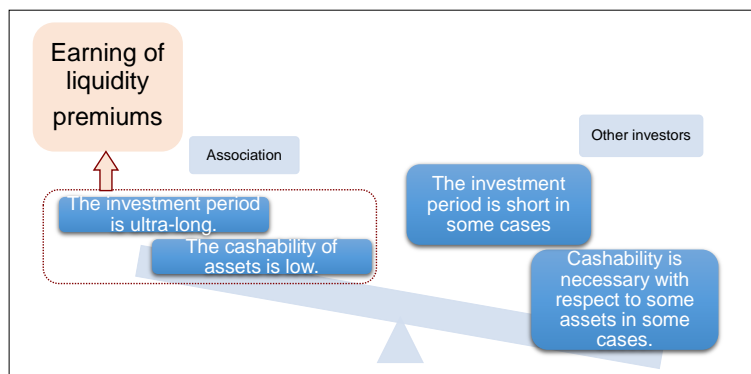 Earning of
liquidity
premiums
Association
Other investors
The investment period
is ultra-long.
The cashability of
assets is low.
The investment
period is short in
some cases
Cashability is
necessary with
respect to some
assets in some
cases.